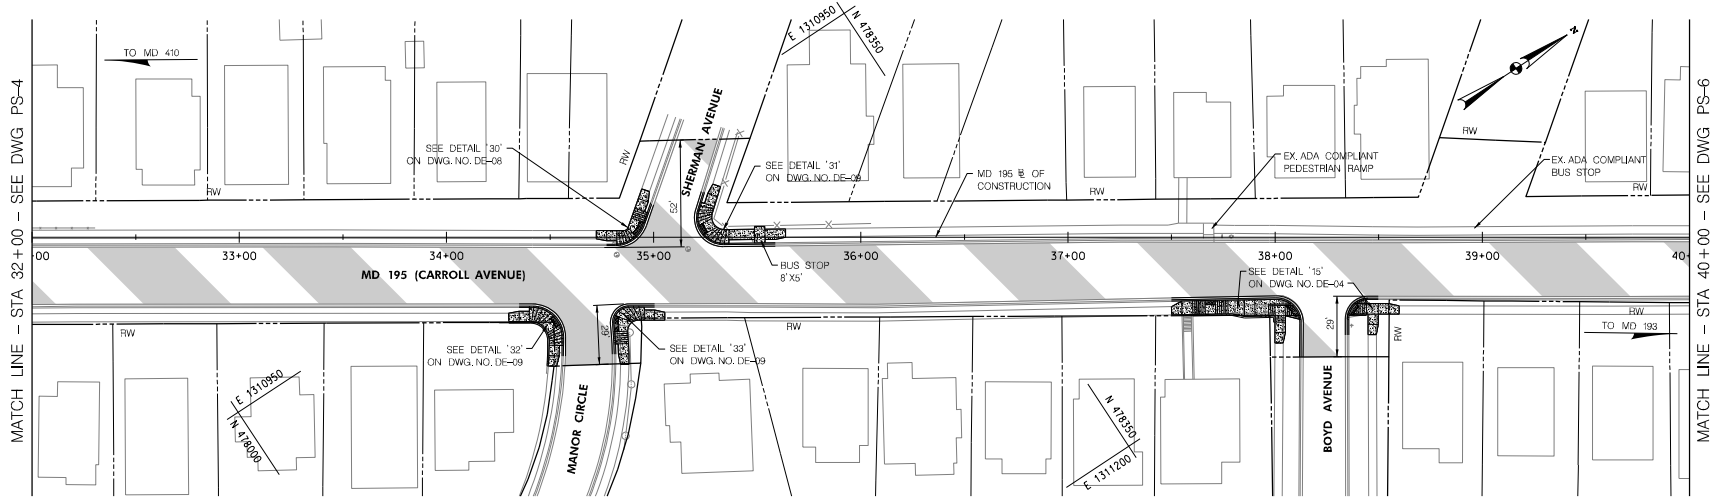 MATCH LINE - STA 32+00 - SEE DWG PS-4
TO MD 410
E 1310950
N 478350
N
SEE DETAIL '30'
ON DWG. NO. DE-08
RW
SHERMAN AVENUE
SEE DETAIL '31'
ON DWG. NO. DE-09
MD 195 ℄ OF
CONSTRUCTION
EX. ADA COMPLIANT
PEDESTRIAN RAMP
EX. ADA COMPLIANT
BUS STOP
RW
RW
RW
RW
52'
+00
33+00
34+00
35+00
36+00
37+00
38+00
39+00
40+
MD 195 (CARROLL AVENUE)
BUS STOP
8'X5'
SEE DETAIL '15'
ON DWG. NO. DE-04
RW
SEE DETAIL '32'
ON DWG. NO. DE-09
29'
SEE DETAIL '33'
ON DWG. NO. DE-09
RW
29'
RW
RW
TO MD 193
E 1310950
N 478000
MANOR CIRCLE
N 478350
E 1311200
BOYD AVENUE
MATCH LINE - STA 40+00 - SEE DWG PS-6